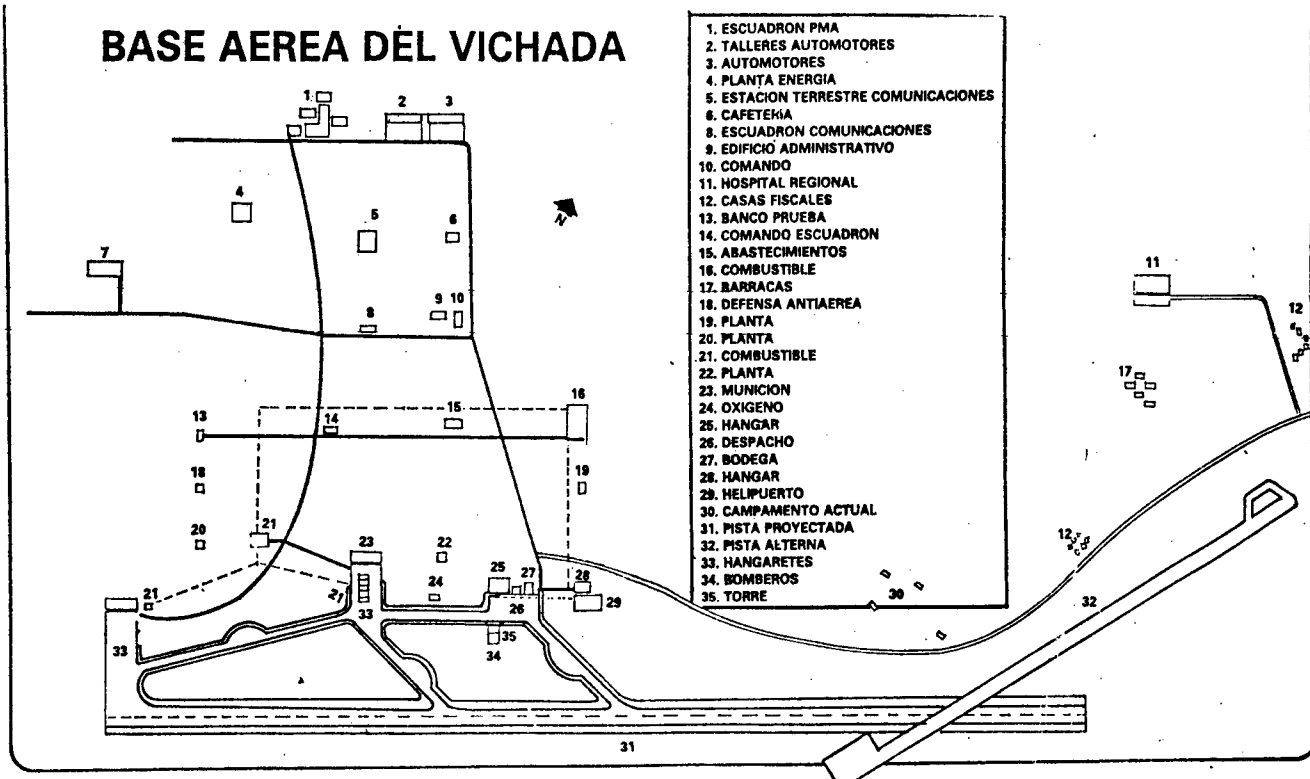 BASE AEREA DEL VICHADA
1. ESCUADRON PMA
2. TALLERES AUTOMOTORES
3. AUTOMOTORES
4. PLANTA ENERGIA
5. ESTACION TERRESTRE COMUNICACIONES
6. CAFETERIA
8. ESCUADRON COMUNICACIONES
9. EDIFICIO ADMINISTRATIVO
10. COMANDO
11. HOSPITAL REGIONAL
12. CASAS FISCALES
13. BANCO PRUEBA
14. COMANDO ESCUADRON
15. ABASTECIMIENTOS
16. COMBUSTIBLE
17. BARRACAS
18. DEFENSA ANTIAEREA
19. PLANTA
20. PLANTA
21. COMBUSTIBLE
22. PLANTA
23. MUNICION
24. OXIGENO
25. HANGAR
26. DESPACHO
27. BODEGA
28. HANGAR
29. HELIPUERTO
30. CAMPAMENTO ACTUAL
31. PISTA PROYECTADA
32. PISTA ALTERNA
33. HANGARETES
34. BOMBEROS
35. TORRE
1
2
3
4
5
6
N
7
11
9
10
8
12
17
16
13
14
15
18
19
20
21
23
22
12
25
27
28
21
21
24
26
29
30
33
32
35
34
33
31